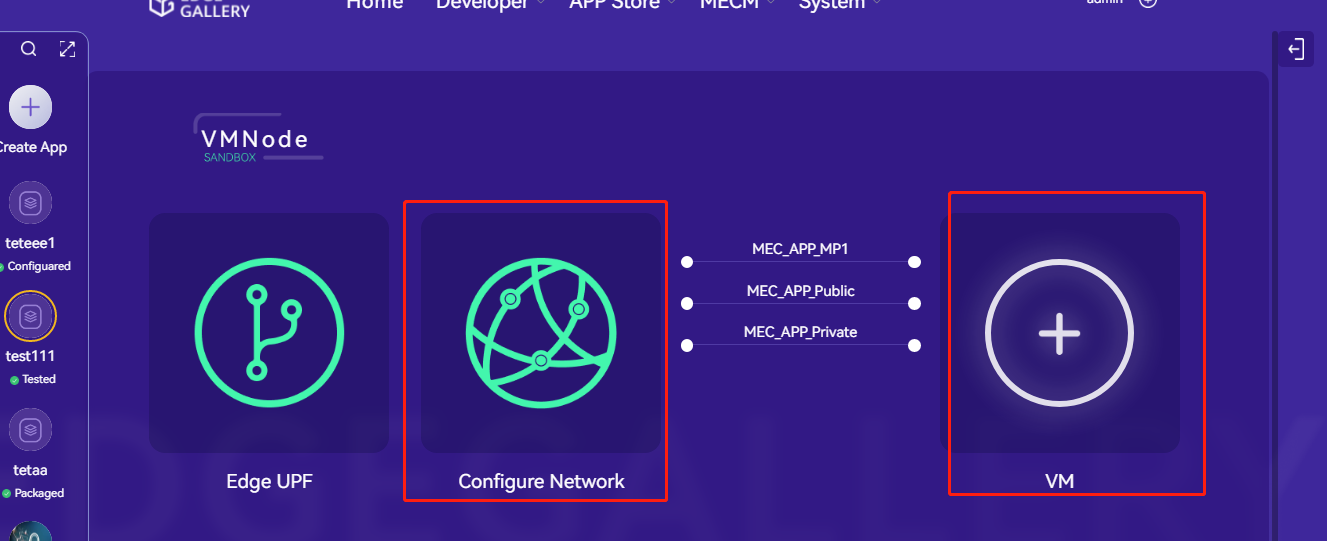 GALLERY
Home Developer APP Store MECM System admin
Create App
teteee1
Configuared
test111
Tested
tetaa
Packaged
VMNode
SANDBOX
MEC_APP_MP1
MEC_APP_Public
MEC_APP_Private
Edge UPF
Configure Network
VM
EDGEGALLERY